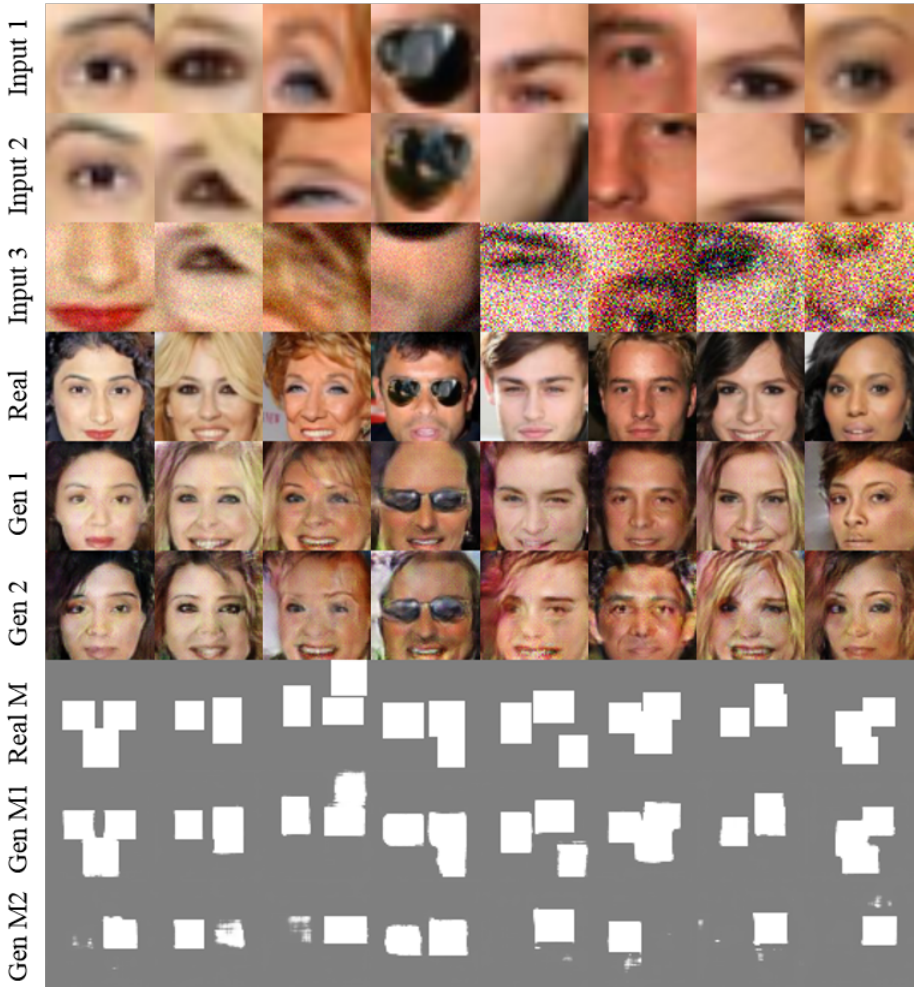 Input 1
Input 2
Input 3
Real
Gen 1
Gen 2
Real M
Gen M1
Gen M2